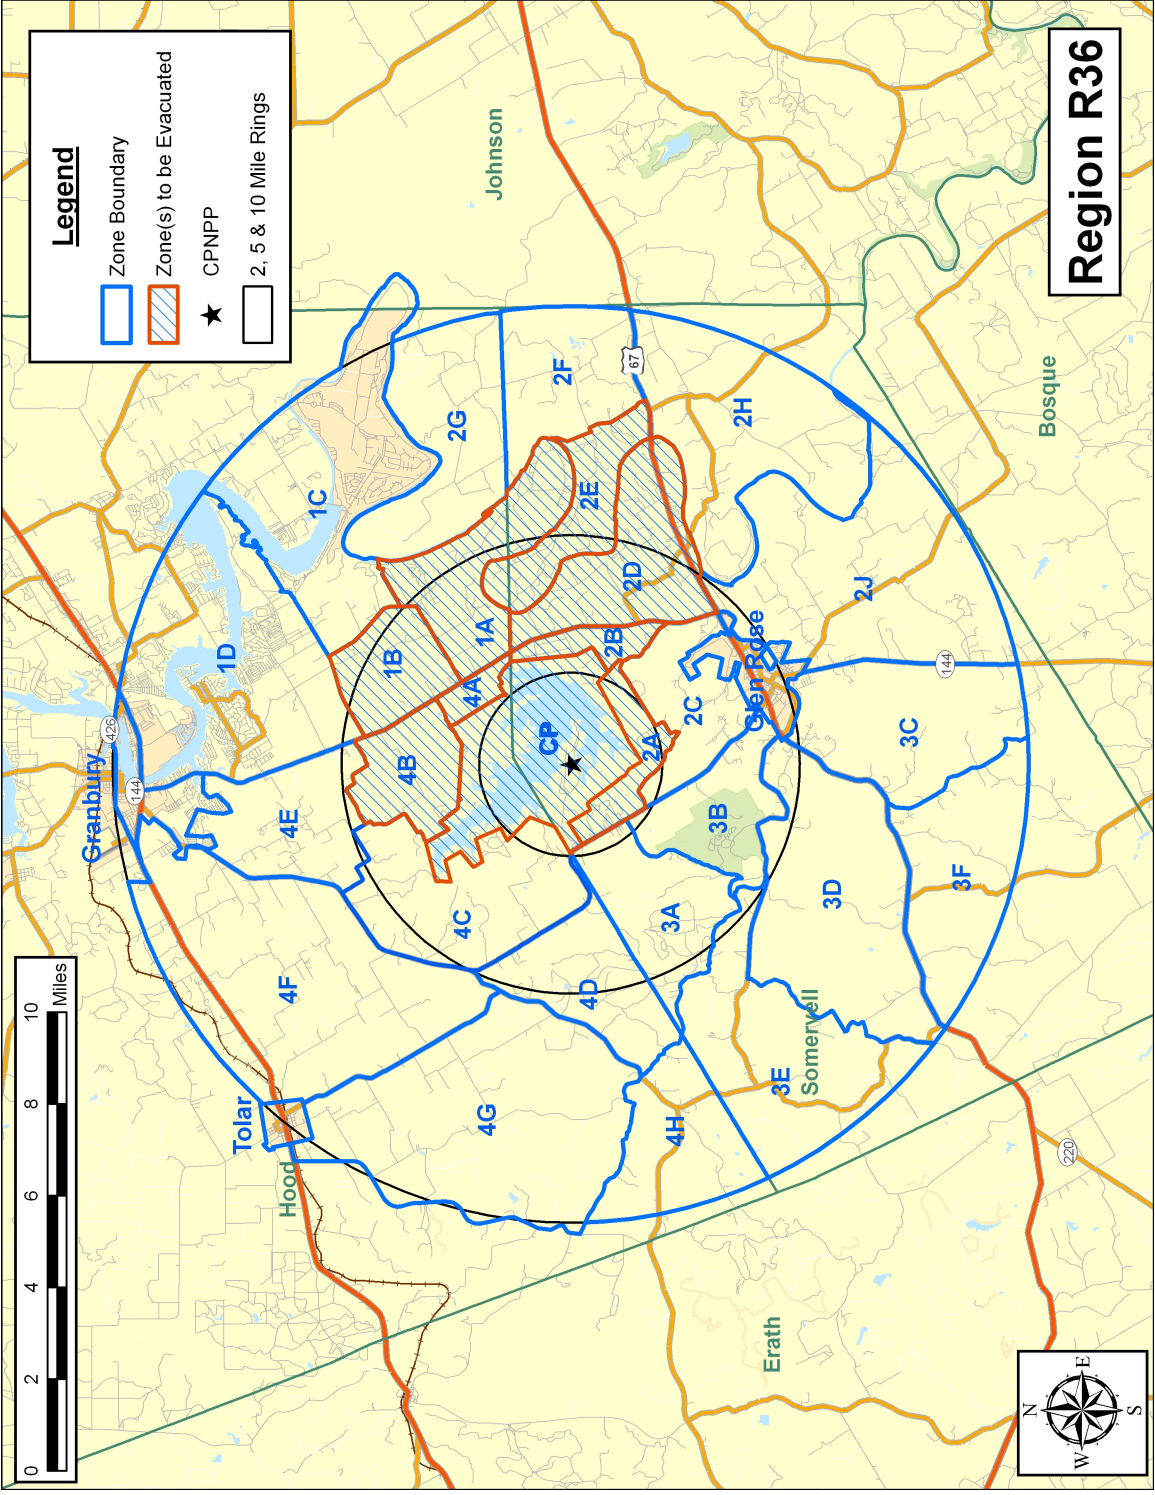 Legend
Zone Boundary
Zone(s) to be Evacuated
CPNPP
2, 5 & 10 Mile Rings
Region R36
0 2 4 6 8 10
Miles
N
W E
S
Granbury
Tolar
Glen Rose
Hood
Somervell
Erath
Bosque
Johnson
426
144
67
144
220
CP
1A
1B
1C
1D
2A
2B
2C
2D
2E
2F
2G
2H
2J
3A
3B
3C
3D
3E
3F
4A
4B
4C
4D
4E
4F
4G
4H